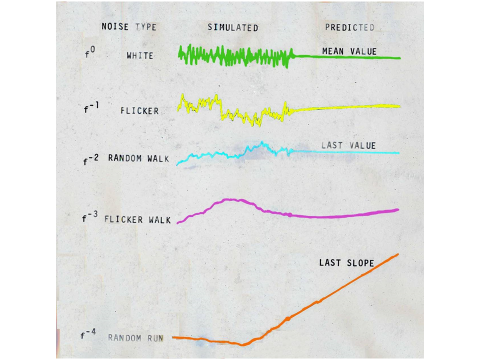 NOISE TYPE SIMULATED PREDICTED
f0 WHITE MEAN VALUE
f-1 FLICKER
f-2 RANDOM WALK LAST VALUE
f-3 FLICKER WALK
LAST SLOPE
f-4 RANDOM RUN